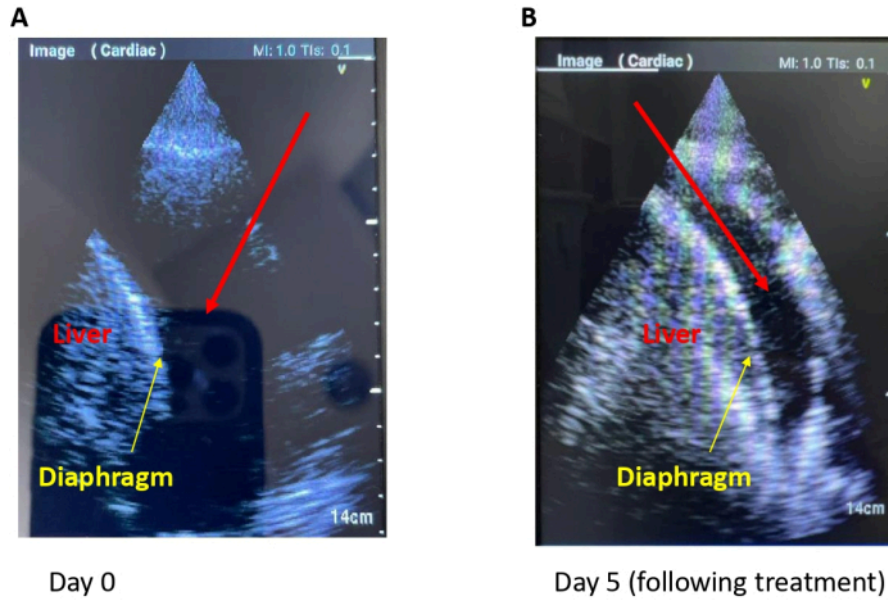 A
Image (Cardiac)
MI: 1.0 TIs: 0.1
V
Liver
Diaphragm
14cm
Day 0
B
Image (Cardiac)
MI: 1.0 TIs: 0.1
V
Liver
Diaphragm
14cm
Day 5 (following treatment)